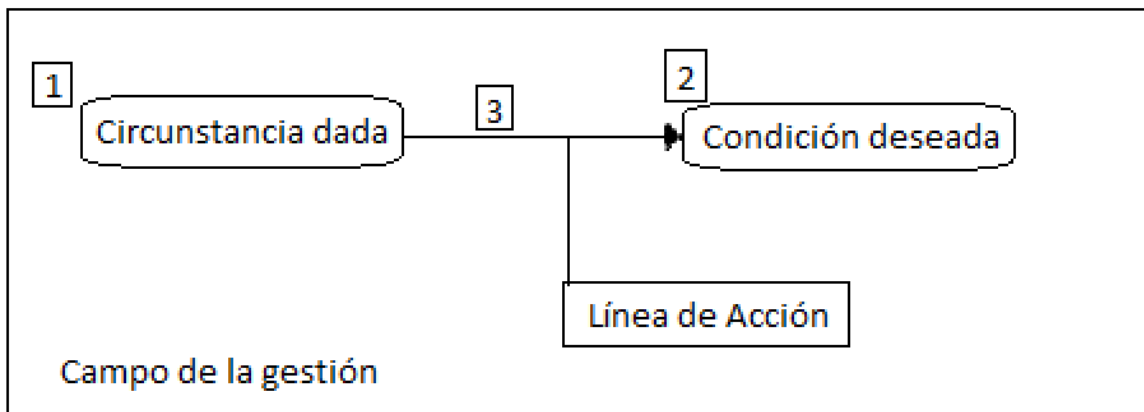 1
2
3
Circunstancia dada
Condición deseada
Línea de Acción
Campo de la gestión